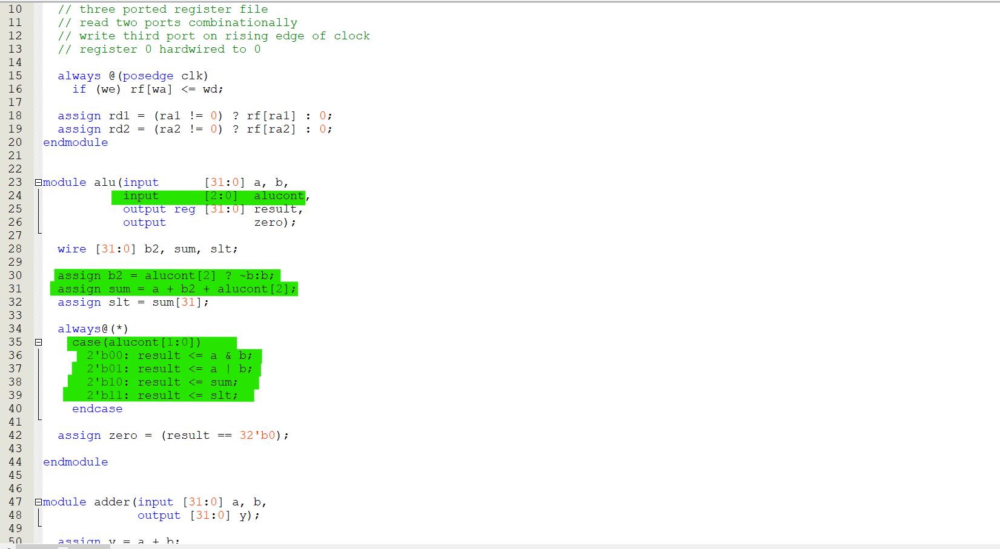 10 // three ported register file
11 // read two ports combinationally
12 // write third port on rising edge of clock
13 // register 0 hardwired to 0
14
15 always @(posedge clk)
16 if (we) rf[wa] <= wd;
17
18 assign rd1 = (ra1 != 0) ? rf[ra1] : 0;
19 assign rd2 = (ra2 != 0) ? rf[ra2] : 0;
20 endmodule
21
22
23 module alu(input [31:0] a, b,
24 input [2:0] alucont,
25 output reg [31:0] result,
26 output zero);
27
28 wire [31:0] b2, sum, slt;
29
30 assign b2 = alucont[2] ? ~b:b;
31 assign sum = a + b2 + alucont[2];
32 assign slt = sum[31];
33
34 always@(*)
35 case(alucont[1:0])
36 2'b00: result <= a & b;
37 2'b01: result <= a | b;
38 2'b10: result <= sum;
39 2'b11: result <= slt;
40 endcase
41
42 assign zero = (result == 32'b0);
43
44 endmodule
45
46
47 module adder(input [31:0] a, b,
48 output [31:0] y);
49
50 assign y = a + b;